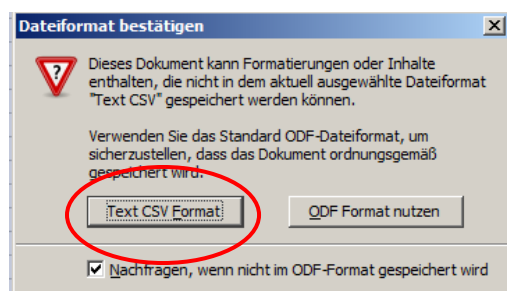 Dateiformat bestätigen
Dieses Dokument kann Formatierungen oder Inhalte
enthalten, die nicht in dem aktuell ausgewählte Dateiformat
"Text CSV" gespeichert werden können.
Verwenden Sie das Standard ODF-Dateiformat, um
sicherzustellen, dass das Dokument ordnungsgemäß
gespeichert wird.
Text CSV Format
ODF Format nutzen
Nachfragen, wenn nicht im ODF-Format gespeichert wird